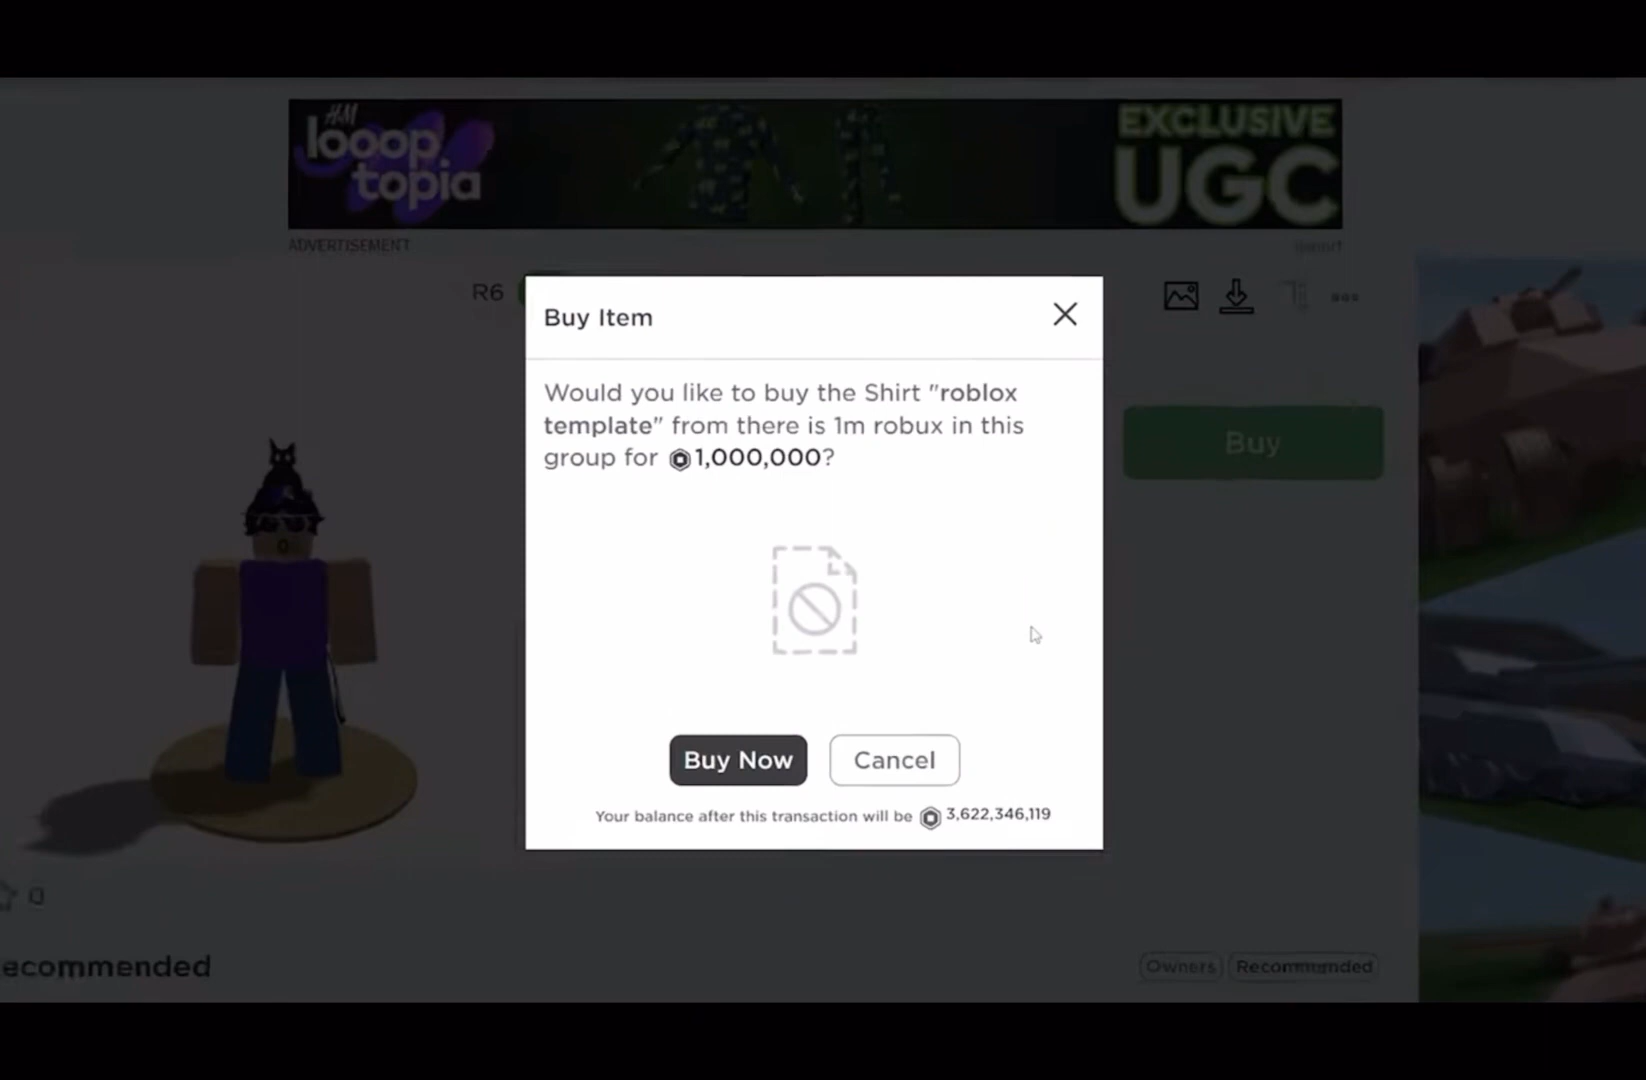 H&M
looop
topia
EXCLUSIVE
UGC
ADVERTISEMENT
R6
Buy Item
Would you like to buy the Shirt "roblox
template" from there is 1m robux in this
group for 1,000,000?
Buy
Buy Now
Cancel
Your balance after this transaction will be 3,622,346,119
0
ecommended
Owners
Recommended